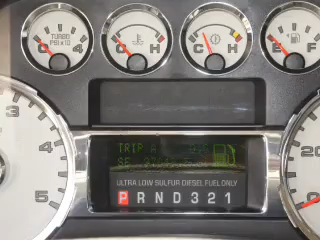 C 4
TURBO
PSI x 10
C H
C H
E F
3
4
5
0
20
TRIP A
SE
ULTRA LOW SULFUR DIESEL FUEL ONLY
P R N D 3 2 1